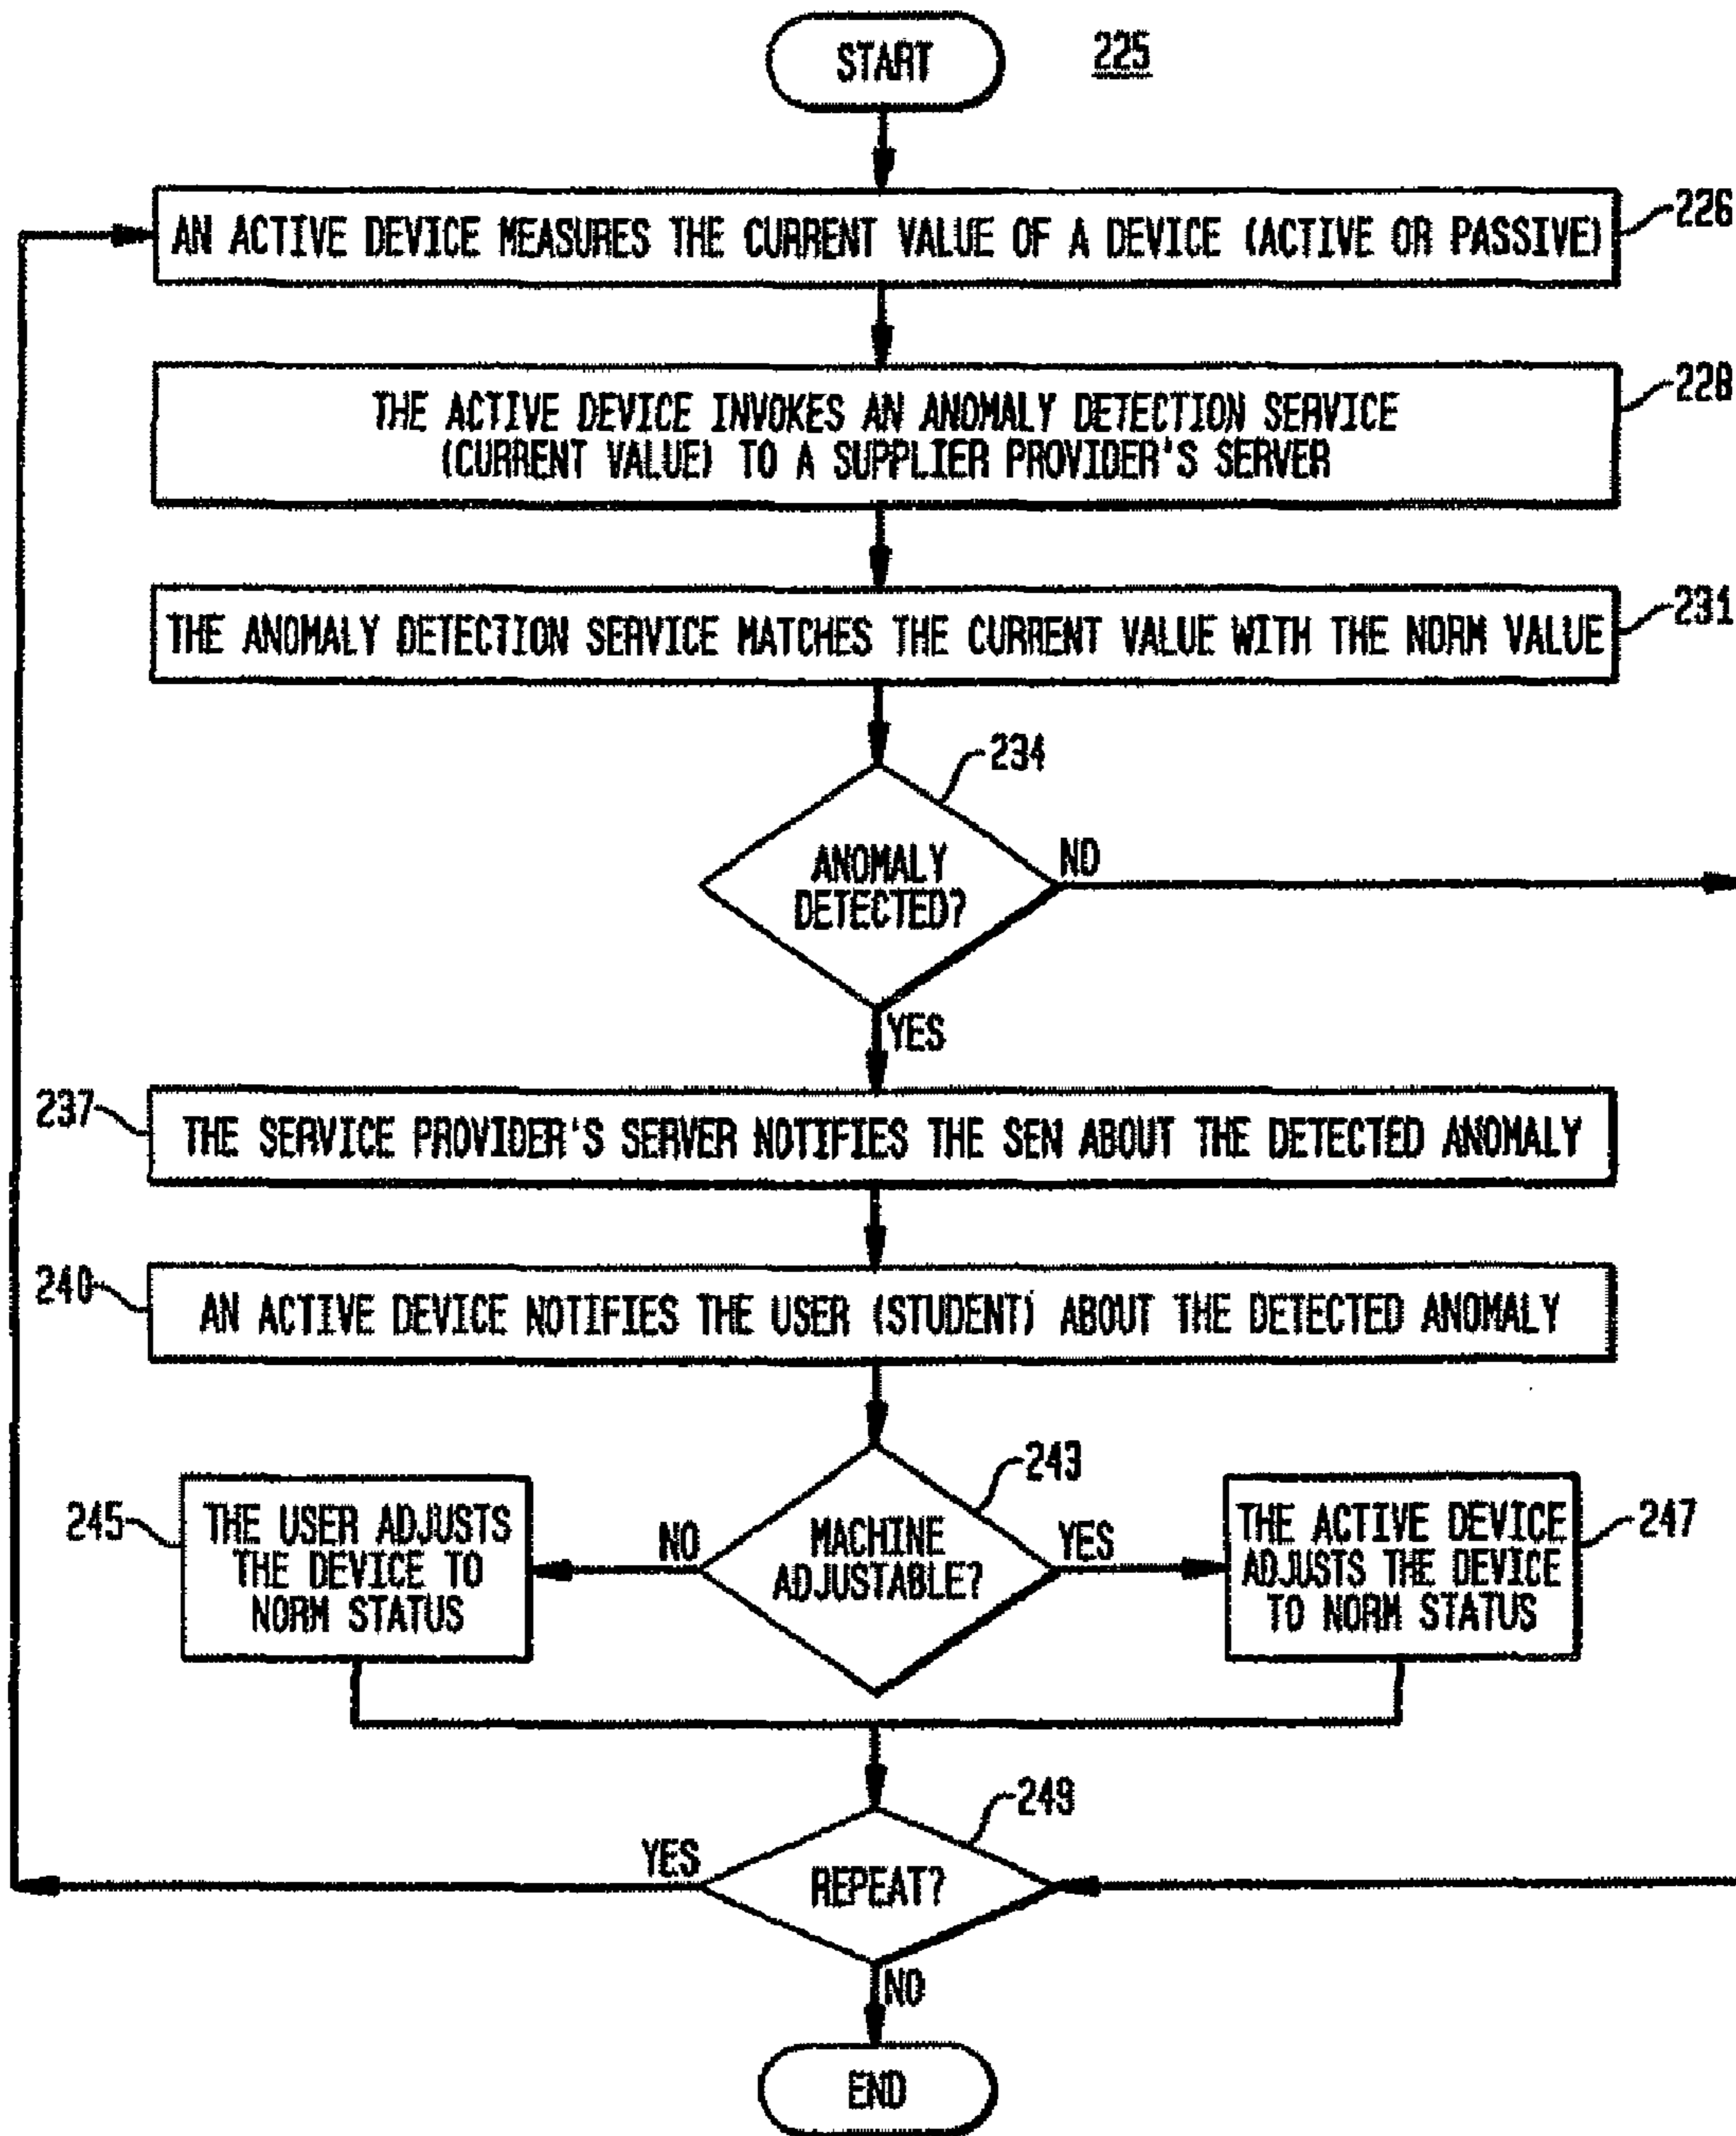 START
225
AN ACTIVE DEVICE MEASURES THE CURRENT VALUE OF A DEVICE (ACTIVE OR PASSIVE)
226
THE ACTIVE DEVICE INVOKES AN ANOMALY DETECTION SERVICE
(CURRENT VALUE) TO A SUPPLIER PROVIDER'S SERVER
228
THE ANOMALY DETECTION SERVICE MATCHES THE CURRENT VALUE WITH THE NORM VALUE
231
234
ANOMALY
DETECTED?
NO
YES
237
THE SERVICE PROVIDER'S SERVER NOTIFIES THE SEN ABOUT THE DETECTED ANOMALY
240
AN ACTIVE DEVICE NOTIFIES THE USER (STUDENT) ABOUT THE DETECTED ANOMALY
243
245
THE USER ADJUSTS
THE DEVICE TO
NORM STATUS
NO
MACHINE
ADJUSTABLE?
YES
THE ACTIVE DEVICE
ADJUSTS THE DEVICE
TO NORM STATUS
247
249
YES
REPEAT?
NO
END